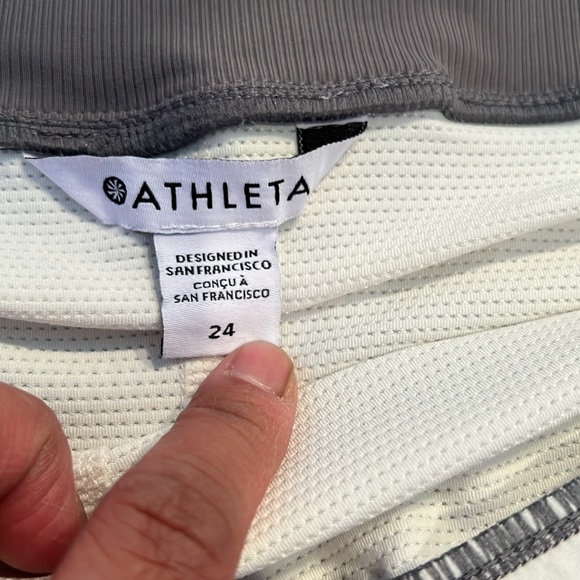 ATHLETA
DESIGNED IN
SAN FRANCISCO
CONÇU À
SAN FRANCISCO
24